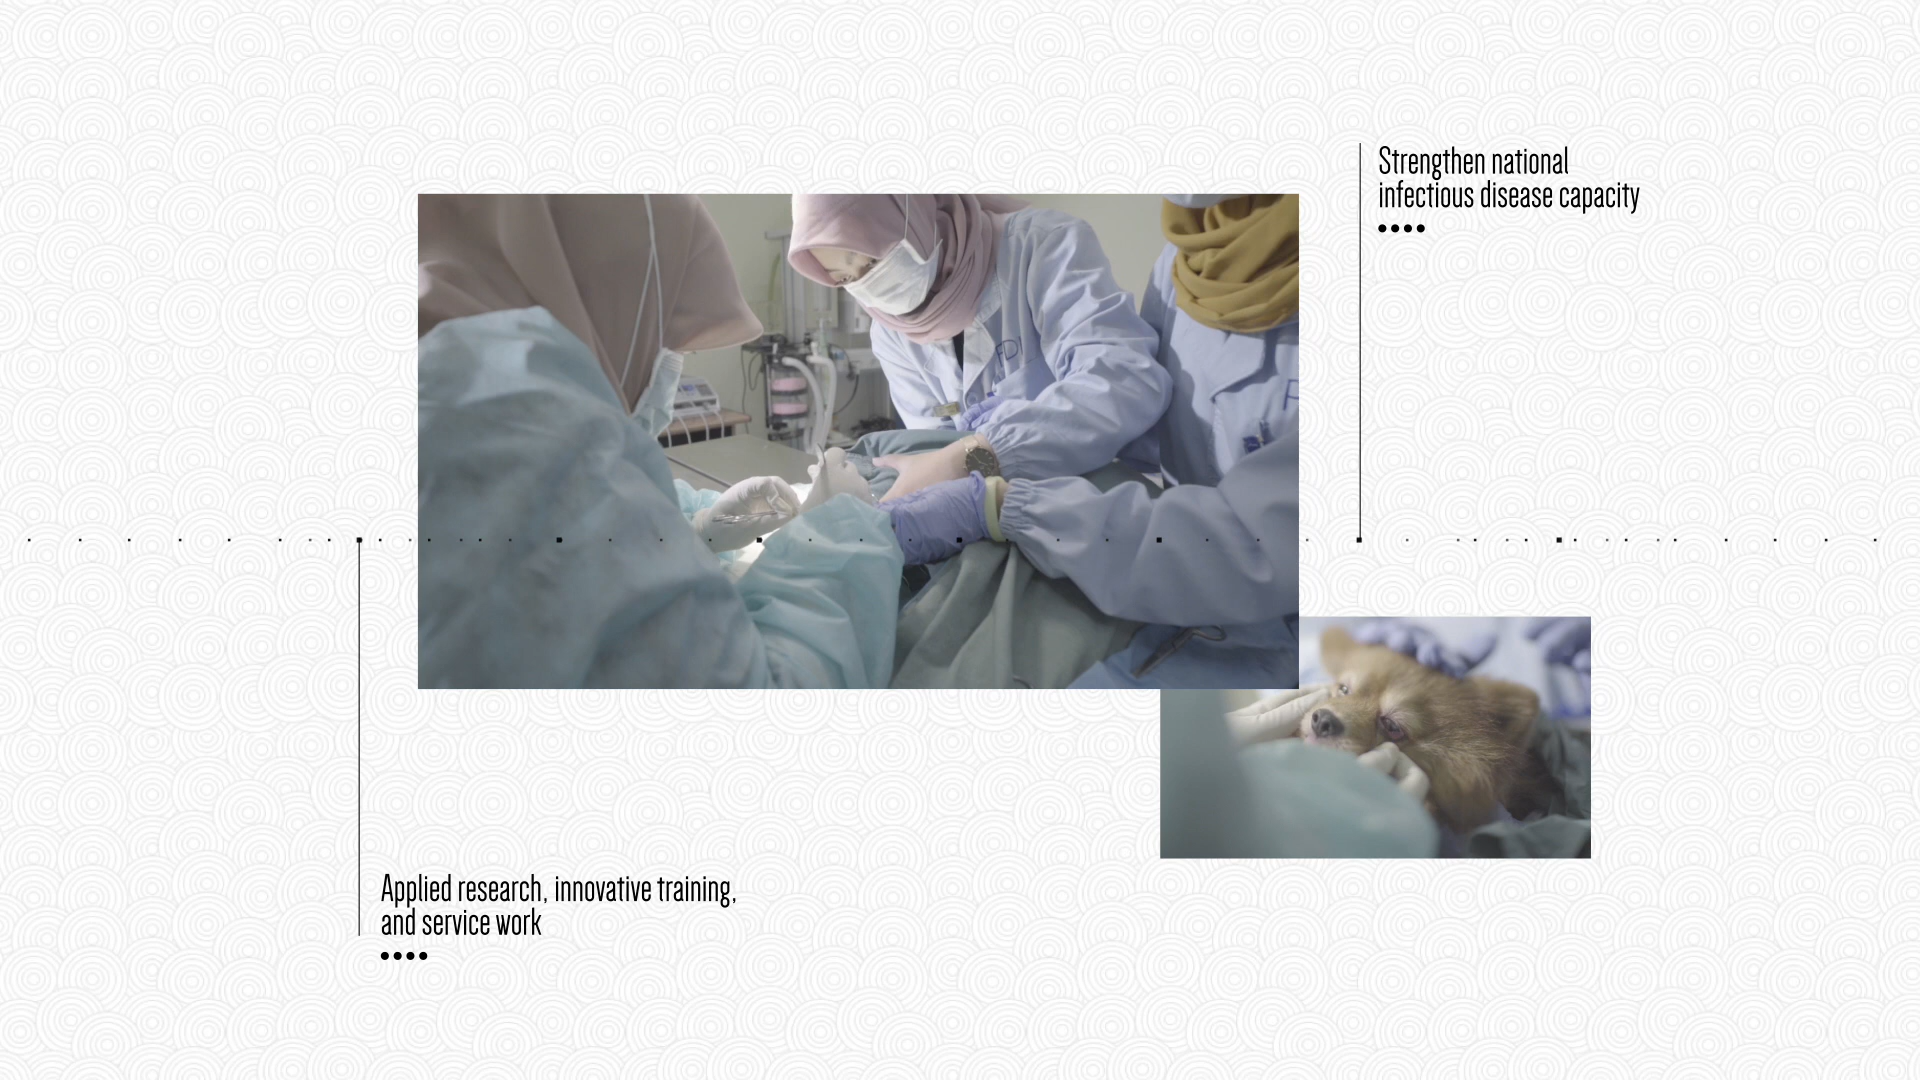 Strengthen national
infectious disease capacity
Applied research, innovative training,
and service work